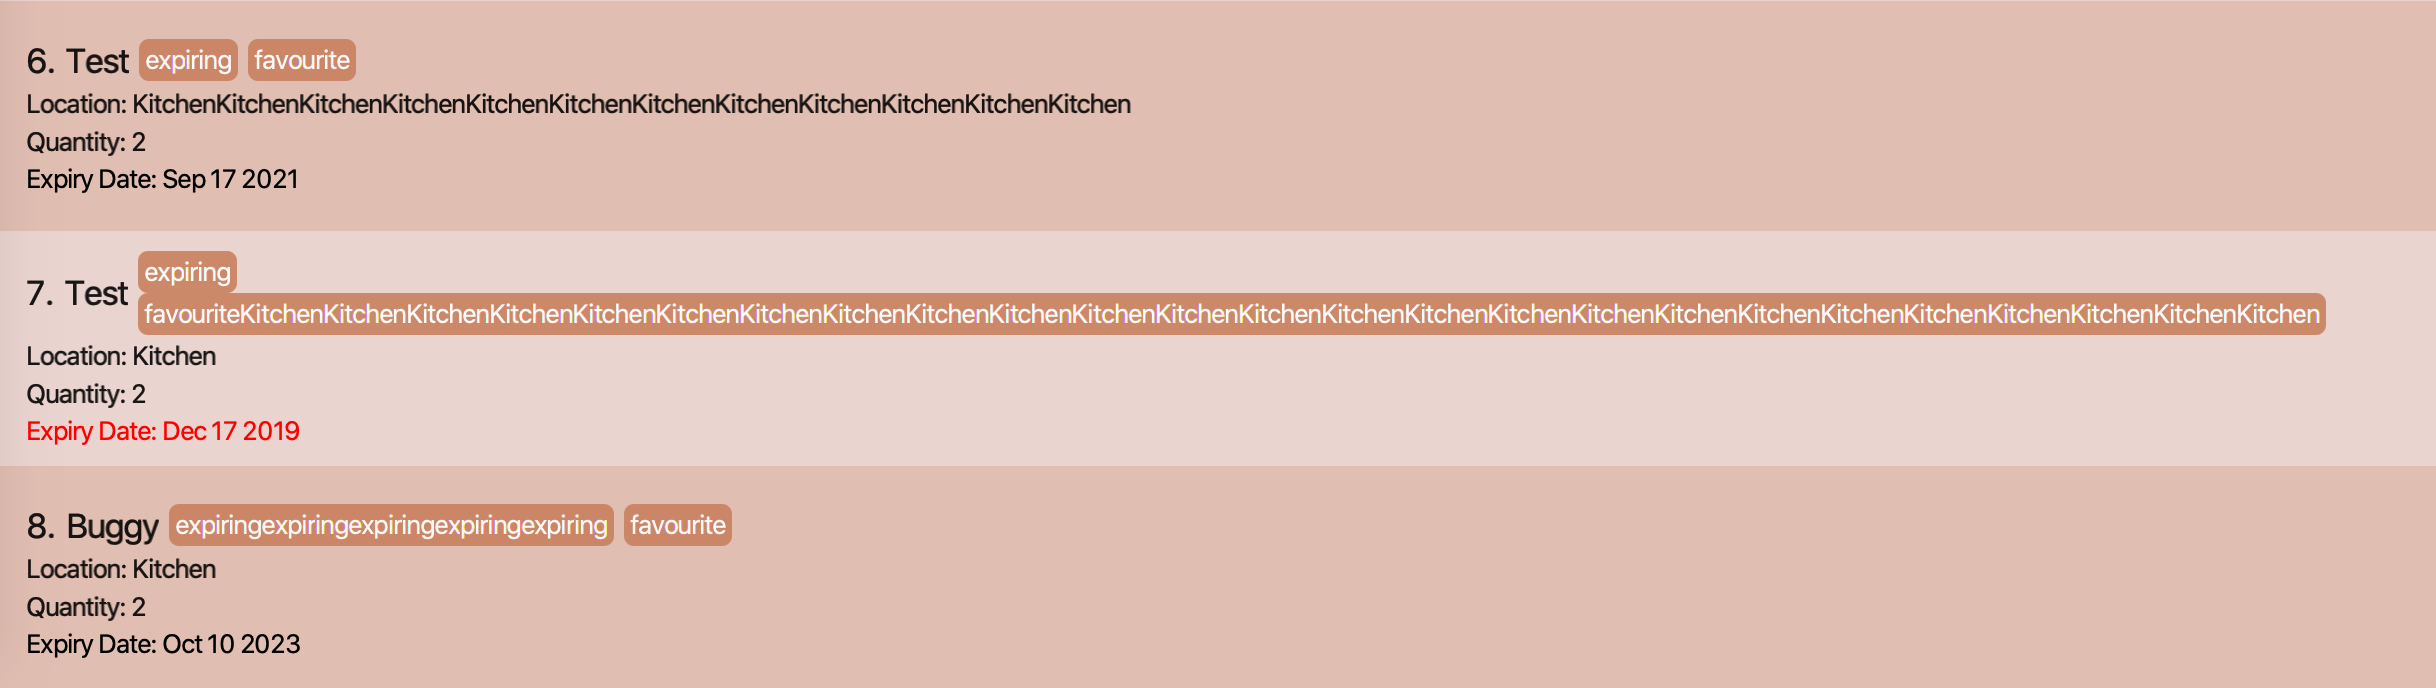 6. Test expiring favourite
Location: KitchenKitchenKitchenKitchenKitchenKitchenKitchenKitchenKitchenKitchenKitchenKitchen
Quantity: 2
Expiry Date: Sep 17 2021
7. Test expiring
favouriteKitchenKitchenKitchenKitchenKitchenKitchenKitchenKitchenKitchenKitchenKitchenKitchenKitchenKitchenKitchenKitchenKitchenKitchenKitchenKitchenKitchenKitchenKitchenKitchenKitchen
Location: Kitchen
Quantity: 2
Expiry Date: Dec 17 2019
8. Buggy expiringexpiringexpiringexpiringexpiring favourite
Location: Kitchen
Quantity: 2
Expiry Date: Oct 10 2023